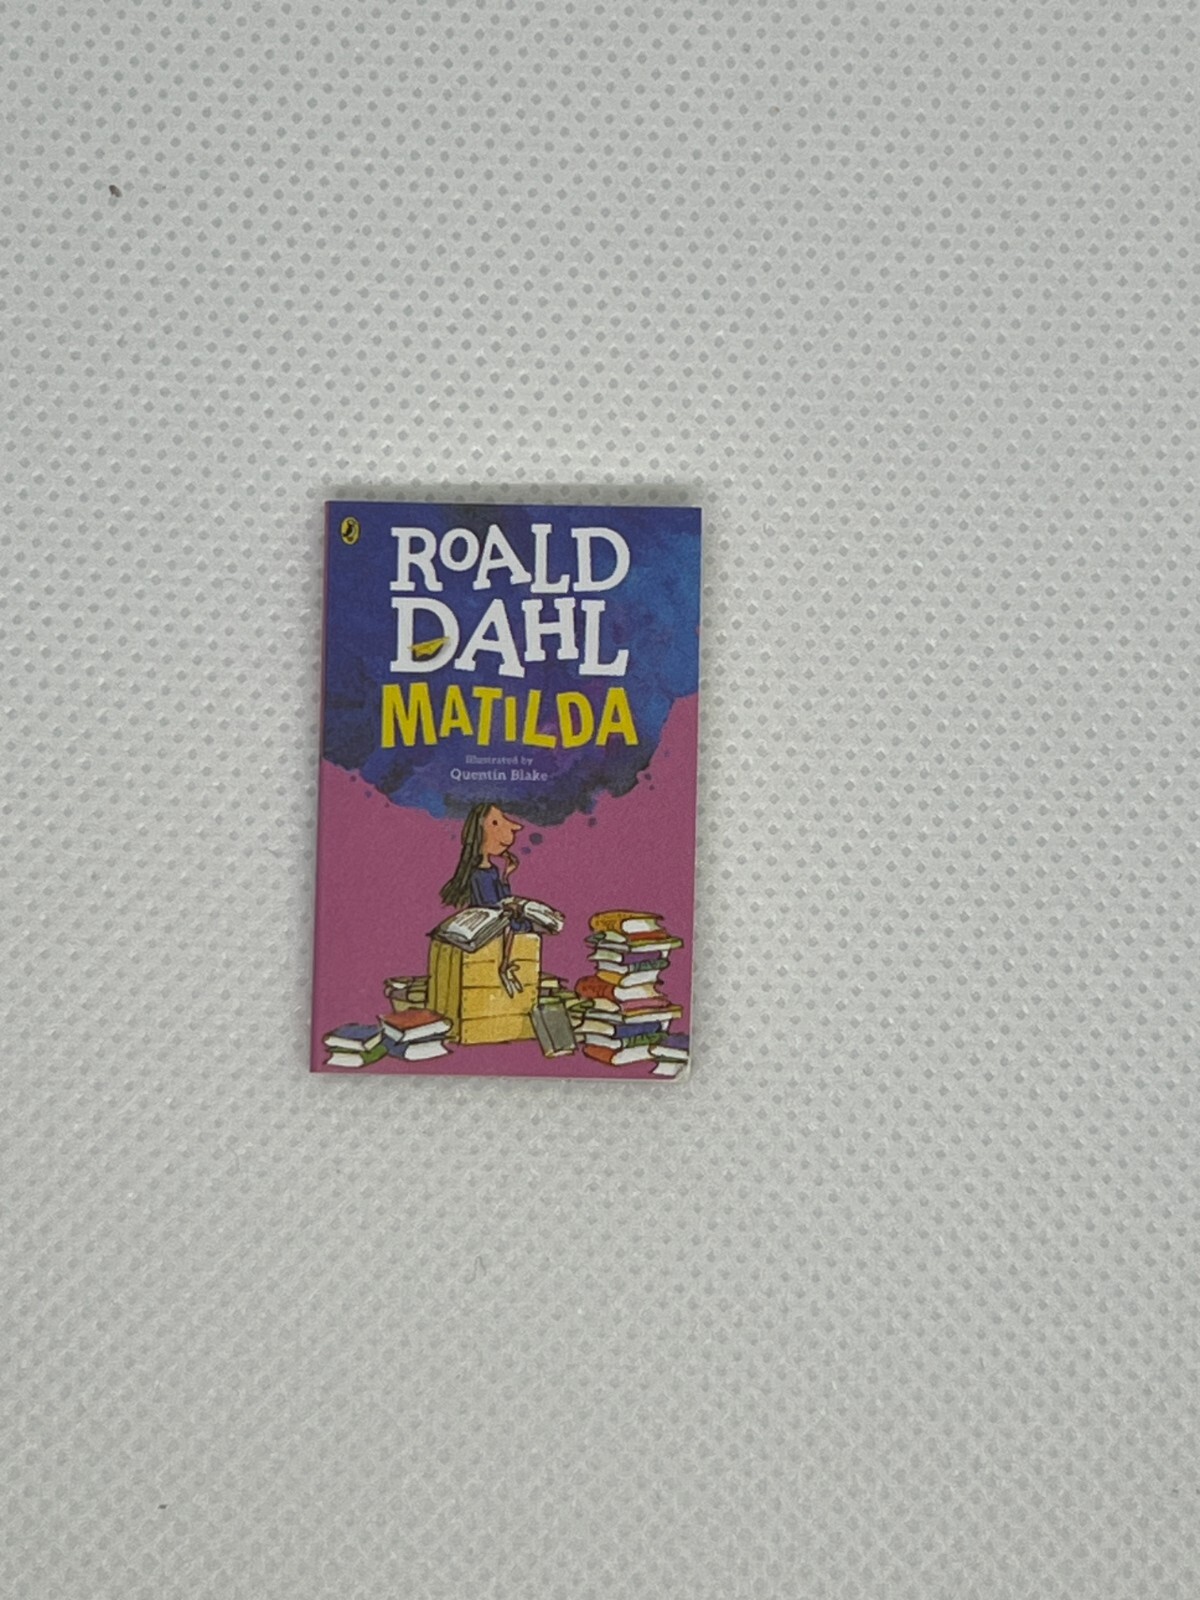 ROALD
DAHL
MATILDA
Illustrated by
Quentin Blake